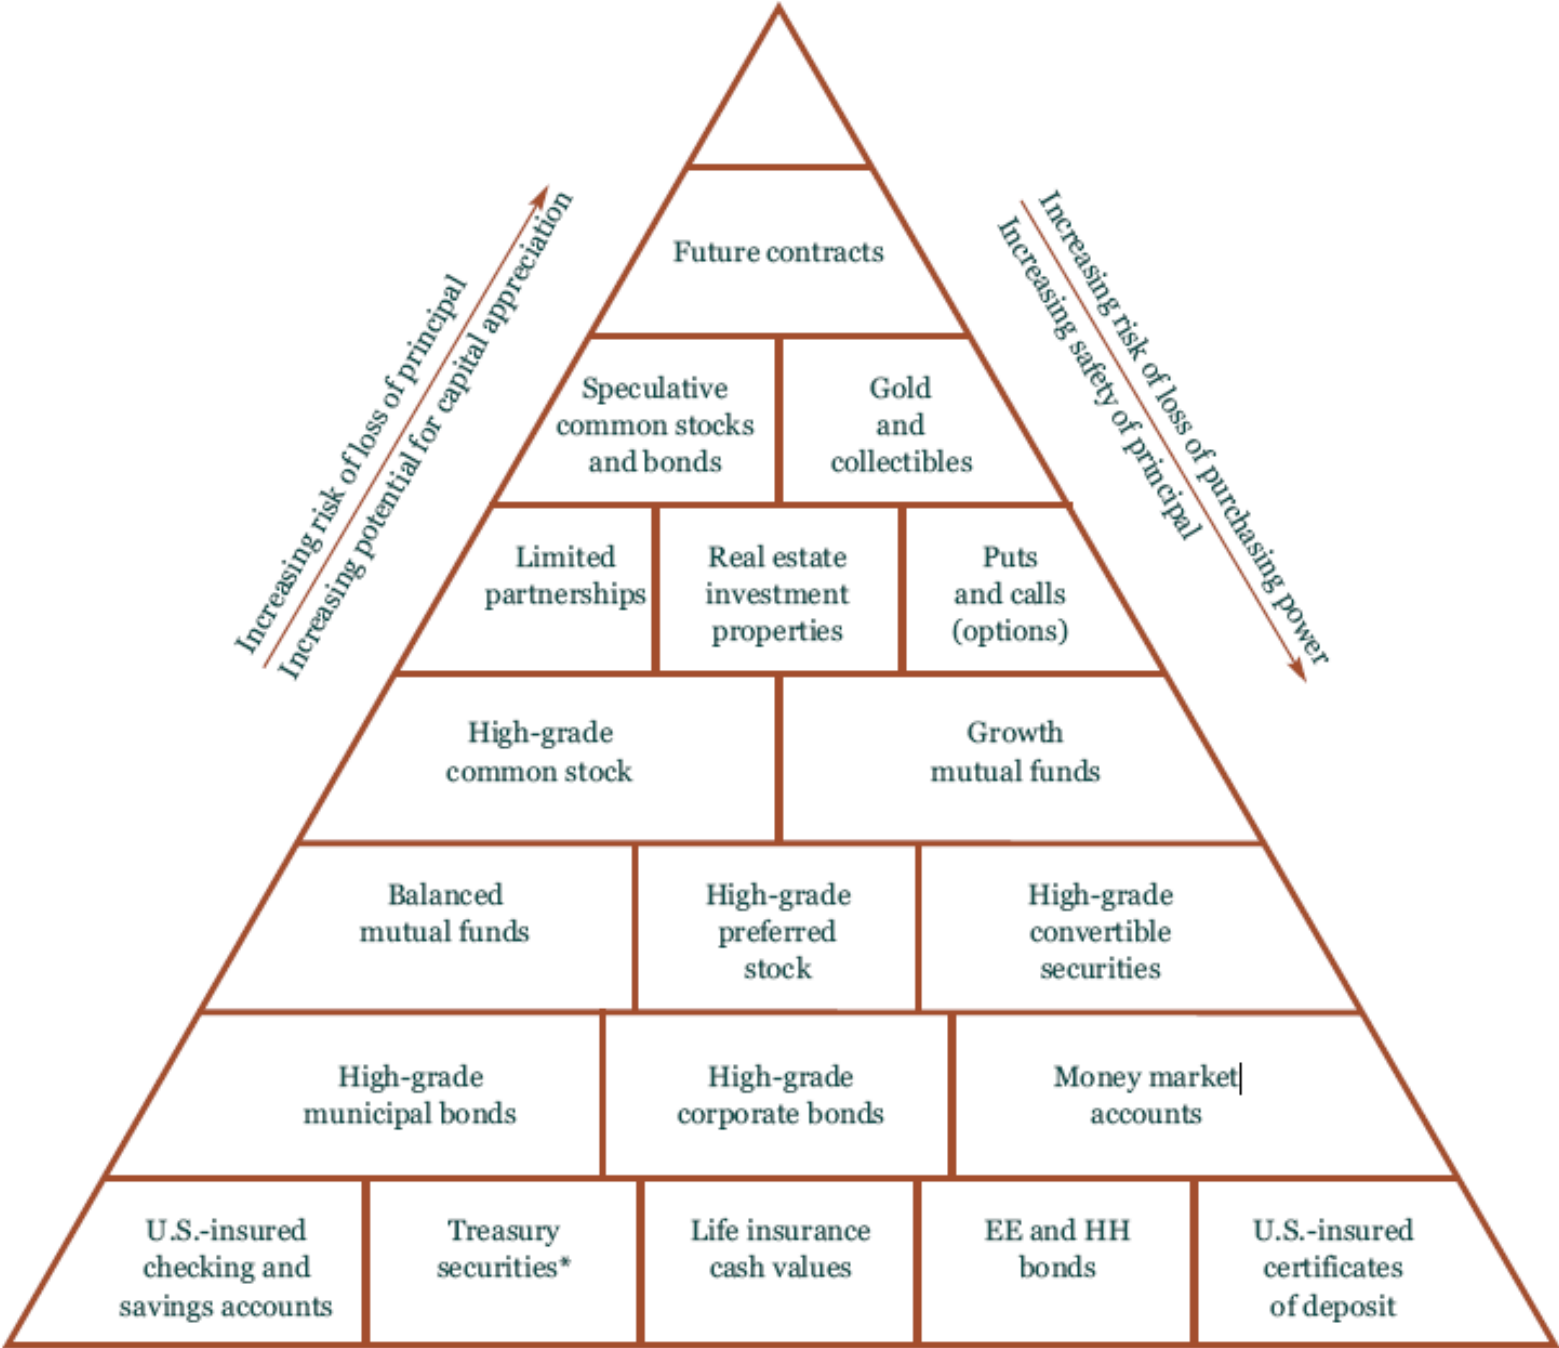 Future contracts
Increasing risk of loss of principal
Increasing potential for capital appreciation
Increasing risk of loss of purchasing power
Increasing safety of principal
Speculative
common stocks
and bonds
Gold
and
collectibles
Limited
partnerships
Real estate
investment
properties
Puts
and calls
(options)
High-grade
common stock
Growth
mutual funds
Balanced
mutual funds
High-grade
preferred
stock
High-grade
convertible
securities
High-grade
municipal bonds
High-grade
corporate bonds
Money market
accounts
U.S.-insured
checking and
savings accounts
Treasury
securities*
Life insurance
cash values
EE and HH
bonds
U.S.-insured
certificates
of deposit